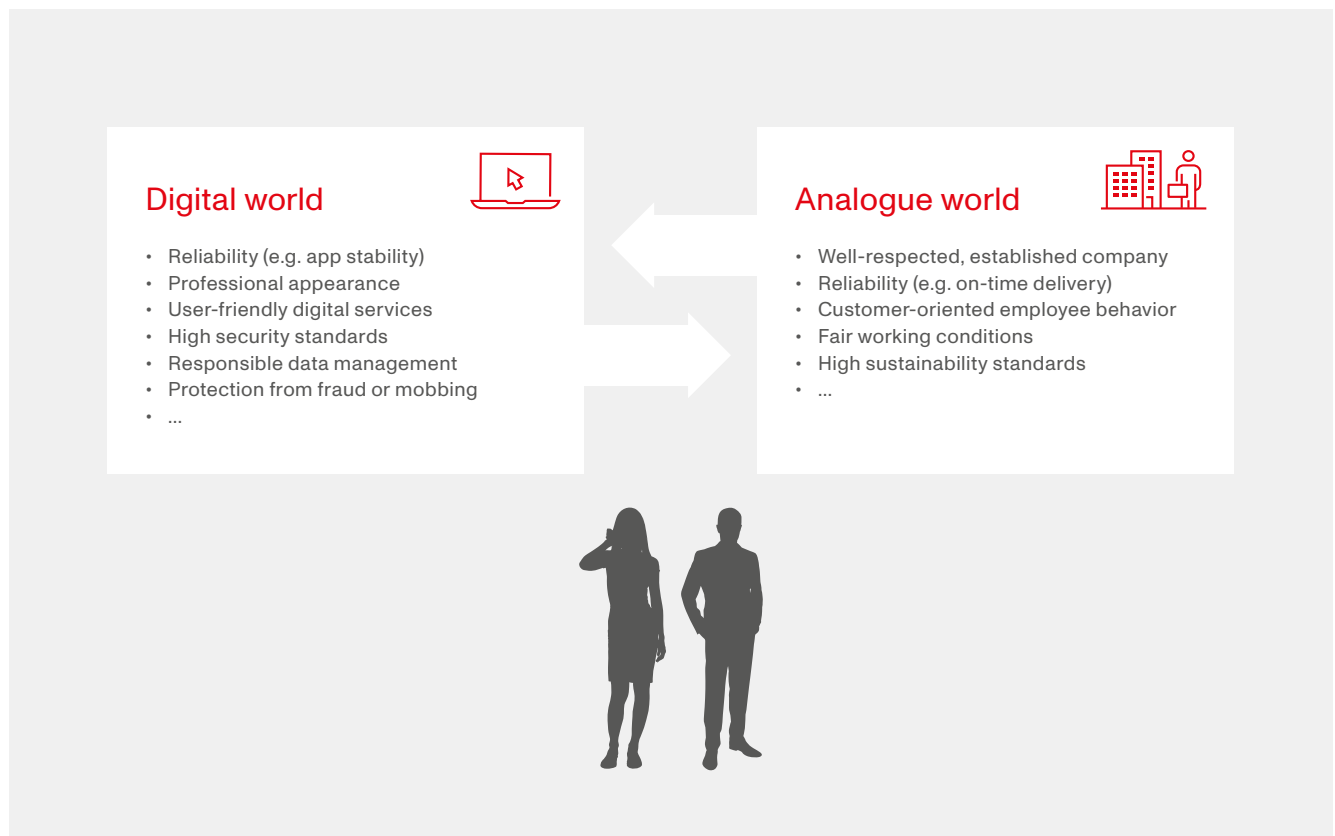 Digital world
• Reliability (e.g. app stability)
• Professional appearance
• User-friendly digital services
• High security standards
• Responsible data management
• Protection from fraud or mobbing
• ...
Analogue world
• Well-respected, established company
• Reliability (e.g. on-time delivery)
• Customer-oriented employee behavior
• Fair working conditions
• High sustainability standards
• ...